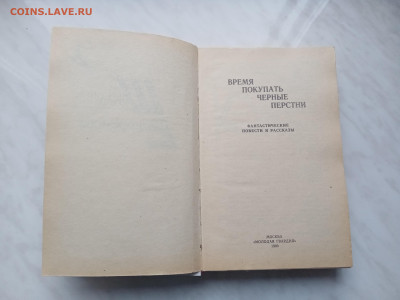 COINS.LAVE.RU
ВРЕМЯ
ПОКУПАТЬ
ЧЕРНЫЕ
ПЕРСТНИ
ФАНТАСТИЧЕСКИЕ
ПОВЕСТИ И РАССКАЗЫ
МОСКВА
«МОЛОДАЯ ГВАРДИЯ»